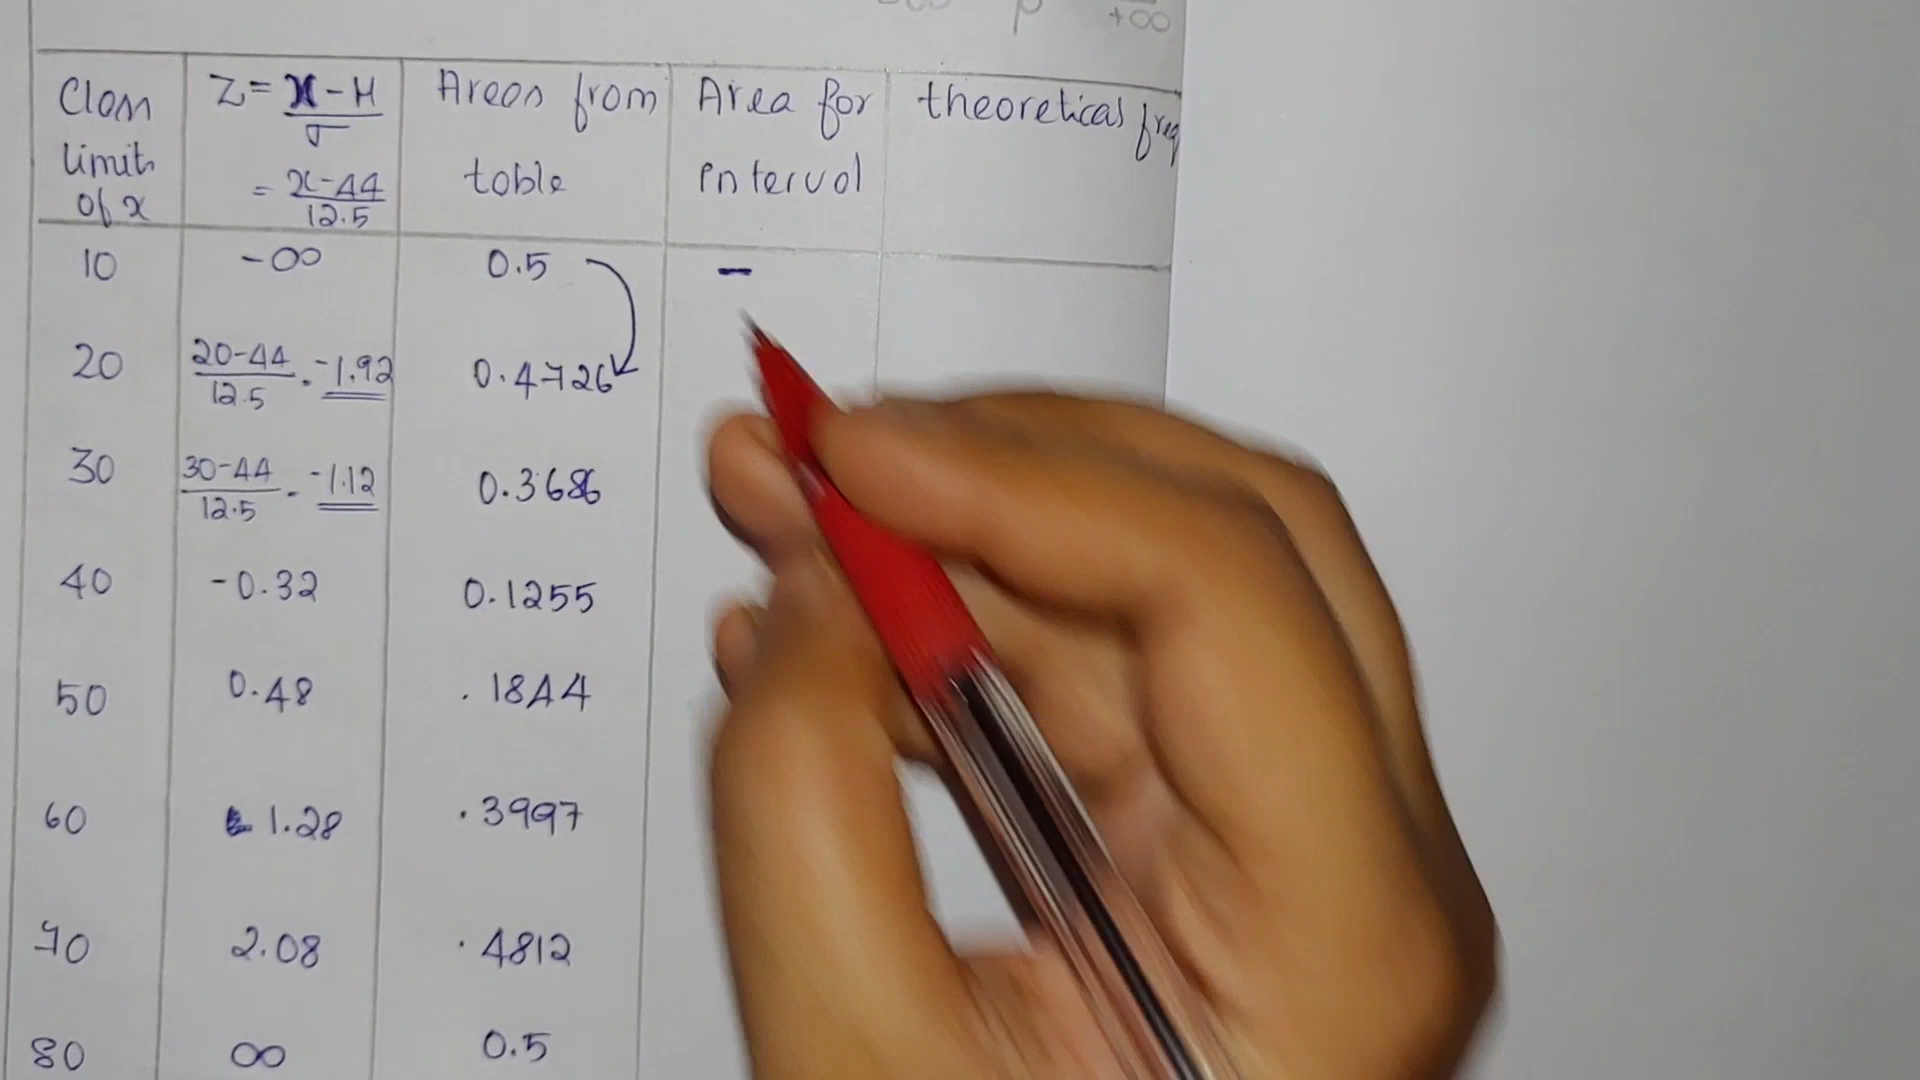 +∞
Class limits of x | Z = x-μ/σ = x-44/12.5 | Areas from table | Area for interval | theoretical freq
10 | -∞ | 0.5 | -
20 | 20-44/12.5 = -1.92 | 0.4726
30 | 30-44/12.5 = -1.12 | 0.3686
40 | -0.32 | 0.1255
50 | 0.48 | .1844
60 | 1.28 | .3997
70 | 2.08 | .4812
80 | ∞ | 0.5